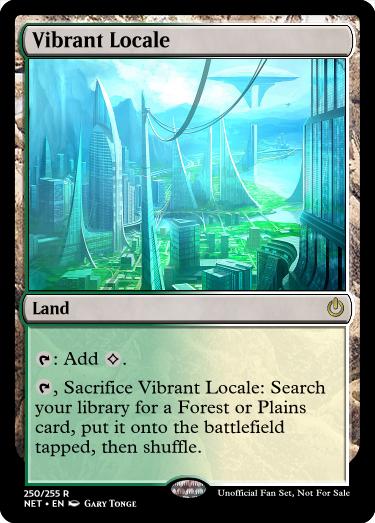 Vibrant Locale
Land
: Add .
, Sacrifice Vibrant Locale: Search
your library for a Forest or Plains
card, put it onto the battlefield
tapped, then shuffle.
250/255 R
NET • EN GARY TONGE
Unofficial Fan Set, Not For Sale